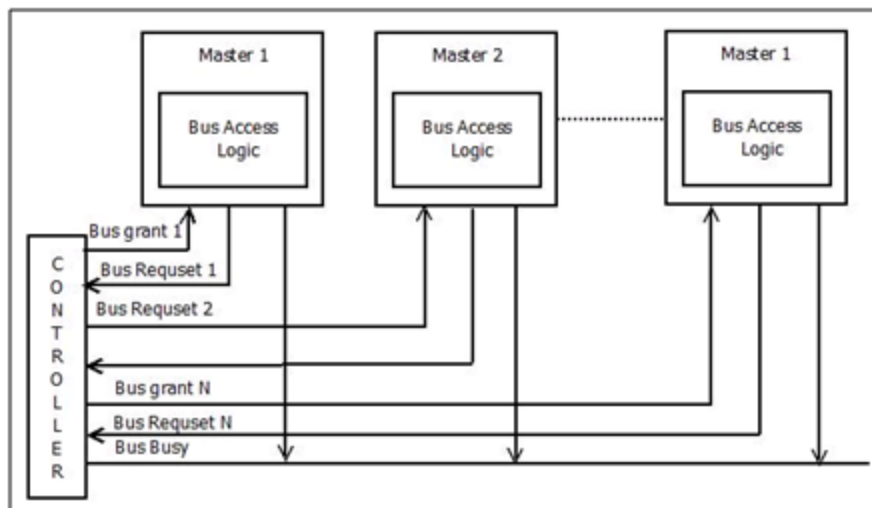 Master 1
Bus Access
Logic
Master 2
Bus Access
Logic
Master 1
Bus Access
Logic
CONTROLLER
Bus grant 1
Bus Requset 1
Bus Requset 2
Bus grant N
Bus Requset N
Bus Busy